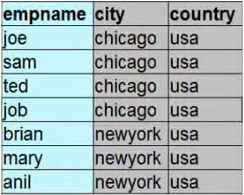 empname city country
joe chicago usa
sam chicago usa
ted chicago usa
job chicago usa
brian newyork usa
mary newyork usa
anil newyork usa